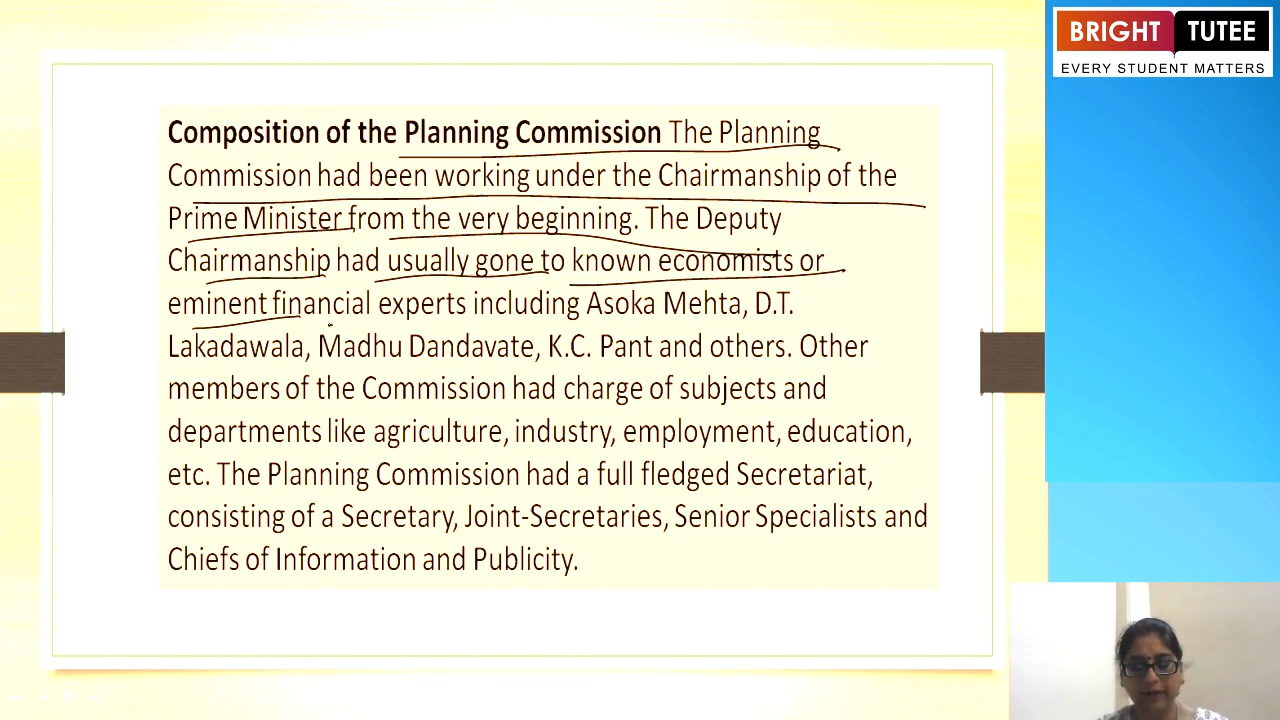 BRIGHT TUTEE
EVERY STUDENT MATTERS
Composition of the Planning Commission The Planning
Commission had been working under the Chairmanship of the
Prime Minister from the very beginning. The Deputy
Chairmanship had usually gone to known economists or
eminent financial experts including Asoka Mehta, D.T.
Lakadawala, Madhu Dandavate, K.C. Pant and others. Other
members of the Commission had charge of subjects and
departments like agriculture, industry, employment, education,
etc. The Planning Commission had a full fledged Secretariat,
consisting of a Secretary, Joint-Secretaries, Senior Specialists and
Chiefs of Information and Publicity.